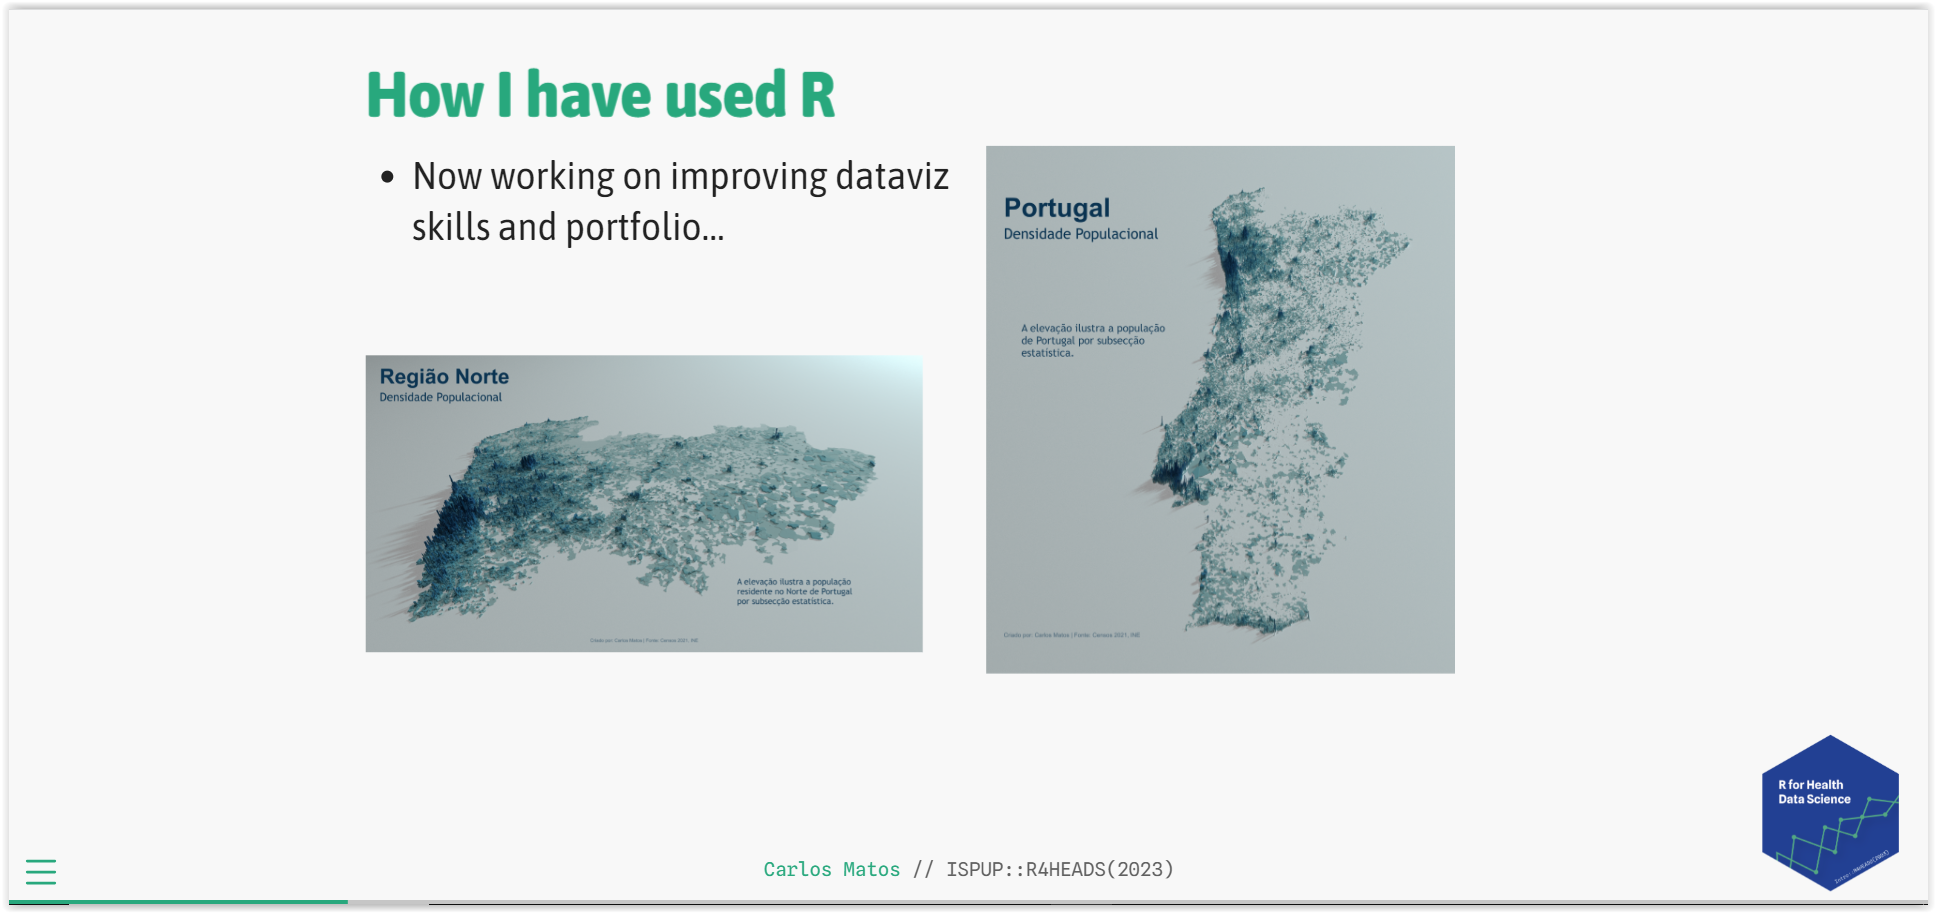 How I have used R
• Now working on improving dataviz
skills and portfolio...
Região Norte
Densidade Populacional
A elevação ilustra a população
residente no Norte de Portugal
por subsecção estatística.
Criado por: Carlos Matos | Fonte: Census 2021, INE
Portugal
Densidade Populacional
A elevação ilustra a população
de Portugal por subsecção
estatística.
Criado por: Carlos Matos | Fonte: Census 2021, INE
R for Health
Data Science
Carlos Matos // ISPUP::R4HEADS(2023)